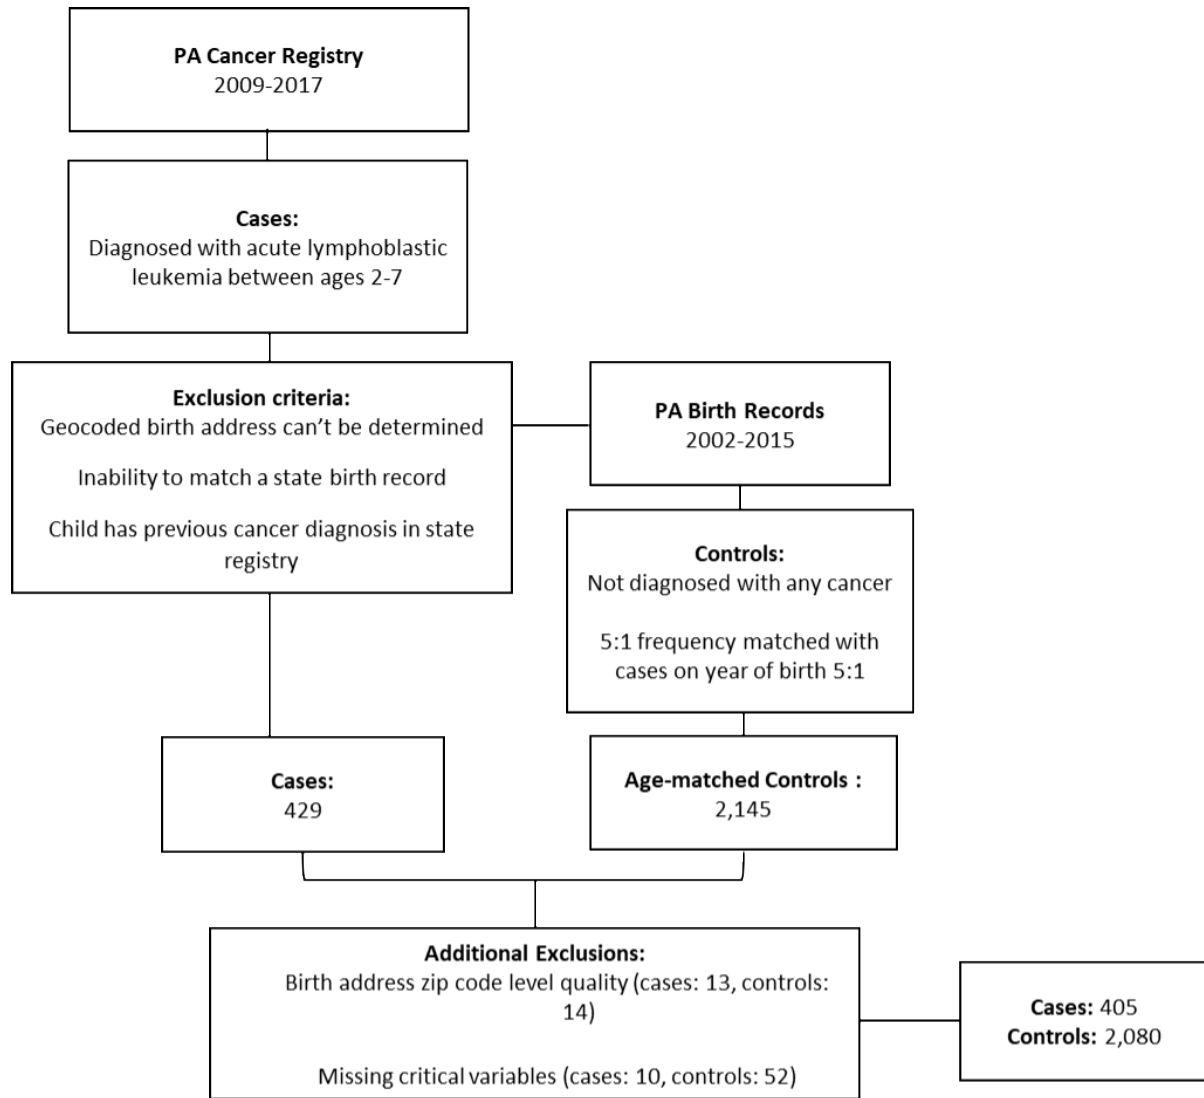 PA Cancer Registry
2009-2017
Cases:
Diagnosed with acute lymphoblastic
leukemia between ages 2-7
Exclusion criteria:
Geocoded birth address can’t be determined
Inability to match a state birth record
Child has previous cancer diagnosis in state
registry
PA Birth Records
2002-2015
Controls:
Not diagnosed with any cancer
5:1 frequency matched with
cases on year of birth 5:1
Cases:
429
Age-matched Controls :
2,145
Additional Exclusions:
Birth address zip code level quality (cases: 13, controls:
14)
Missing critical variables (cases: 10, controls: 52)
Cases: 405
Controls: 2,080